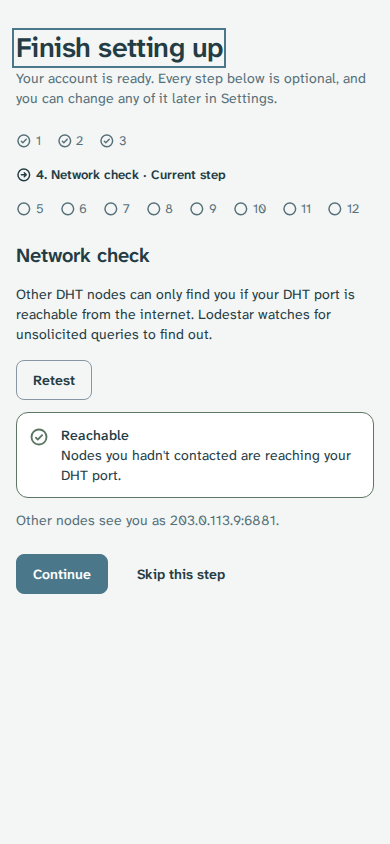 Finish setting up
Your account is ready. Every step below is optional, and
you can change any of it later in Settings.
1 2 3
4. Network check · Current step
5 6 7 8 9 10 11 12
Network check
Other DHT nodes can only find you if your DHT port is
reachable from the internet. Lodestar watches for
unsolicited queries to find out.
Retest
Reachable
Nodes you hadn't contacted are reaching your
DHT port.
Other nodes see you as 203.0.113.9:6881.
Continue Skip this step